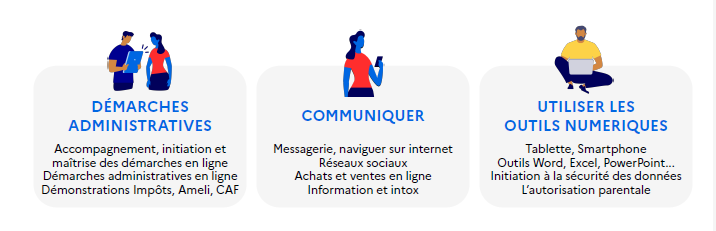 DÉMARCHES
ADMINISTRATIVES
Accompagnement, initiation et
maîtrise des démarches en ligne
Démarches administratives en ligne
Démonstrations Impôts, Ameli, CAF
COMMUNIQUER
Messagerie, naviguer sur internet
Réseaux sociaux
Achats et ventes en ligne
Information et intox
UTILISER LES
OUTILS NUMERIQUES
Tablette, Smartphone
Outils Word, Excel, PowerPoint...
Initiation à la sécurité des données
L'autorisation parentale